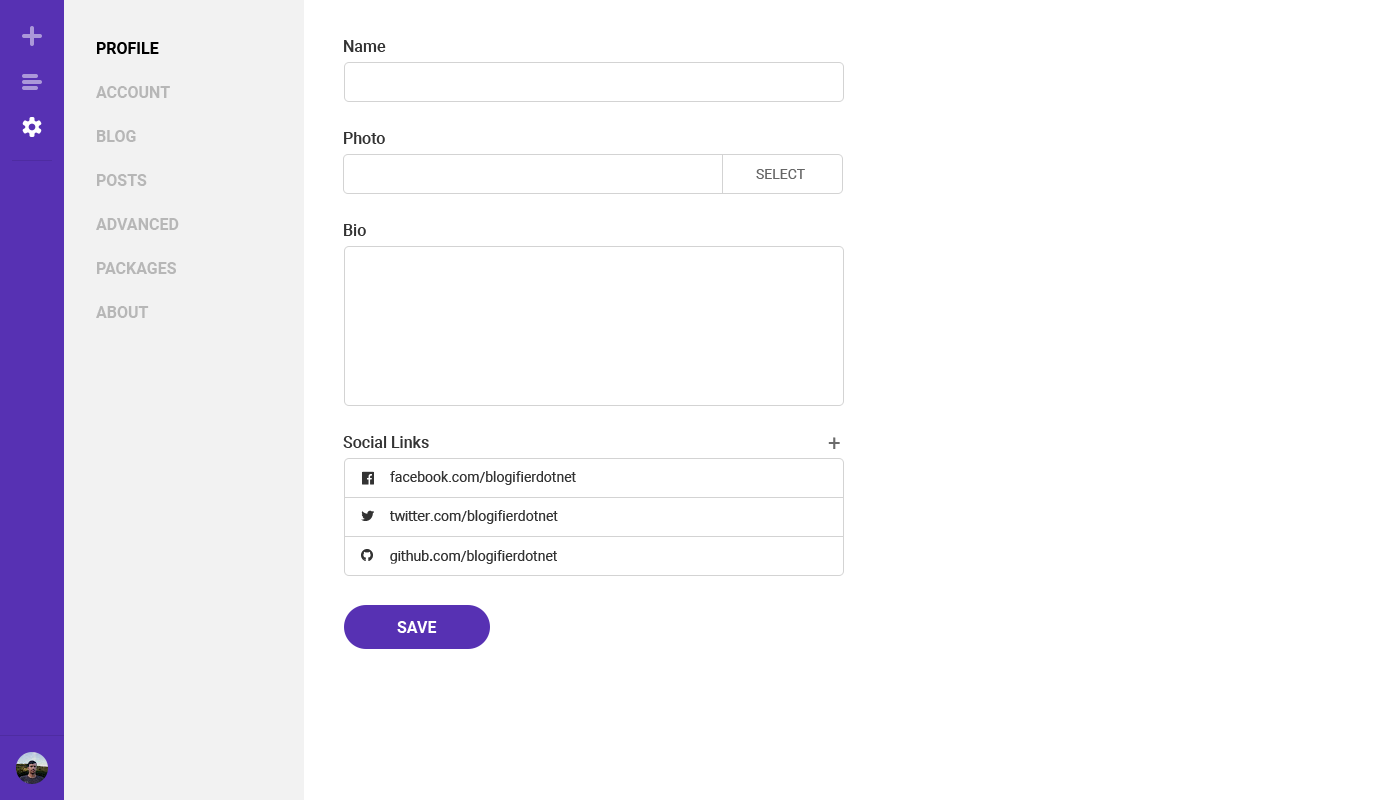 PROFILE
ACCOUNT
BLOG
POSTS
ADVANCED
PACKAGES
ABOUT
Name
Photo
SELECT
Bio
Social Links
facebook.com/blogifierdotnet
twitter.com/blogifierdotnet
github.com/blogifierdotnet
SAVE